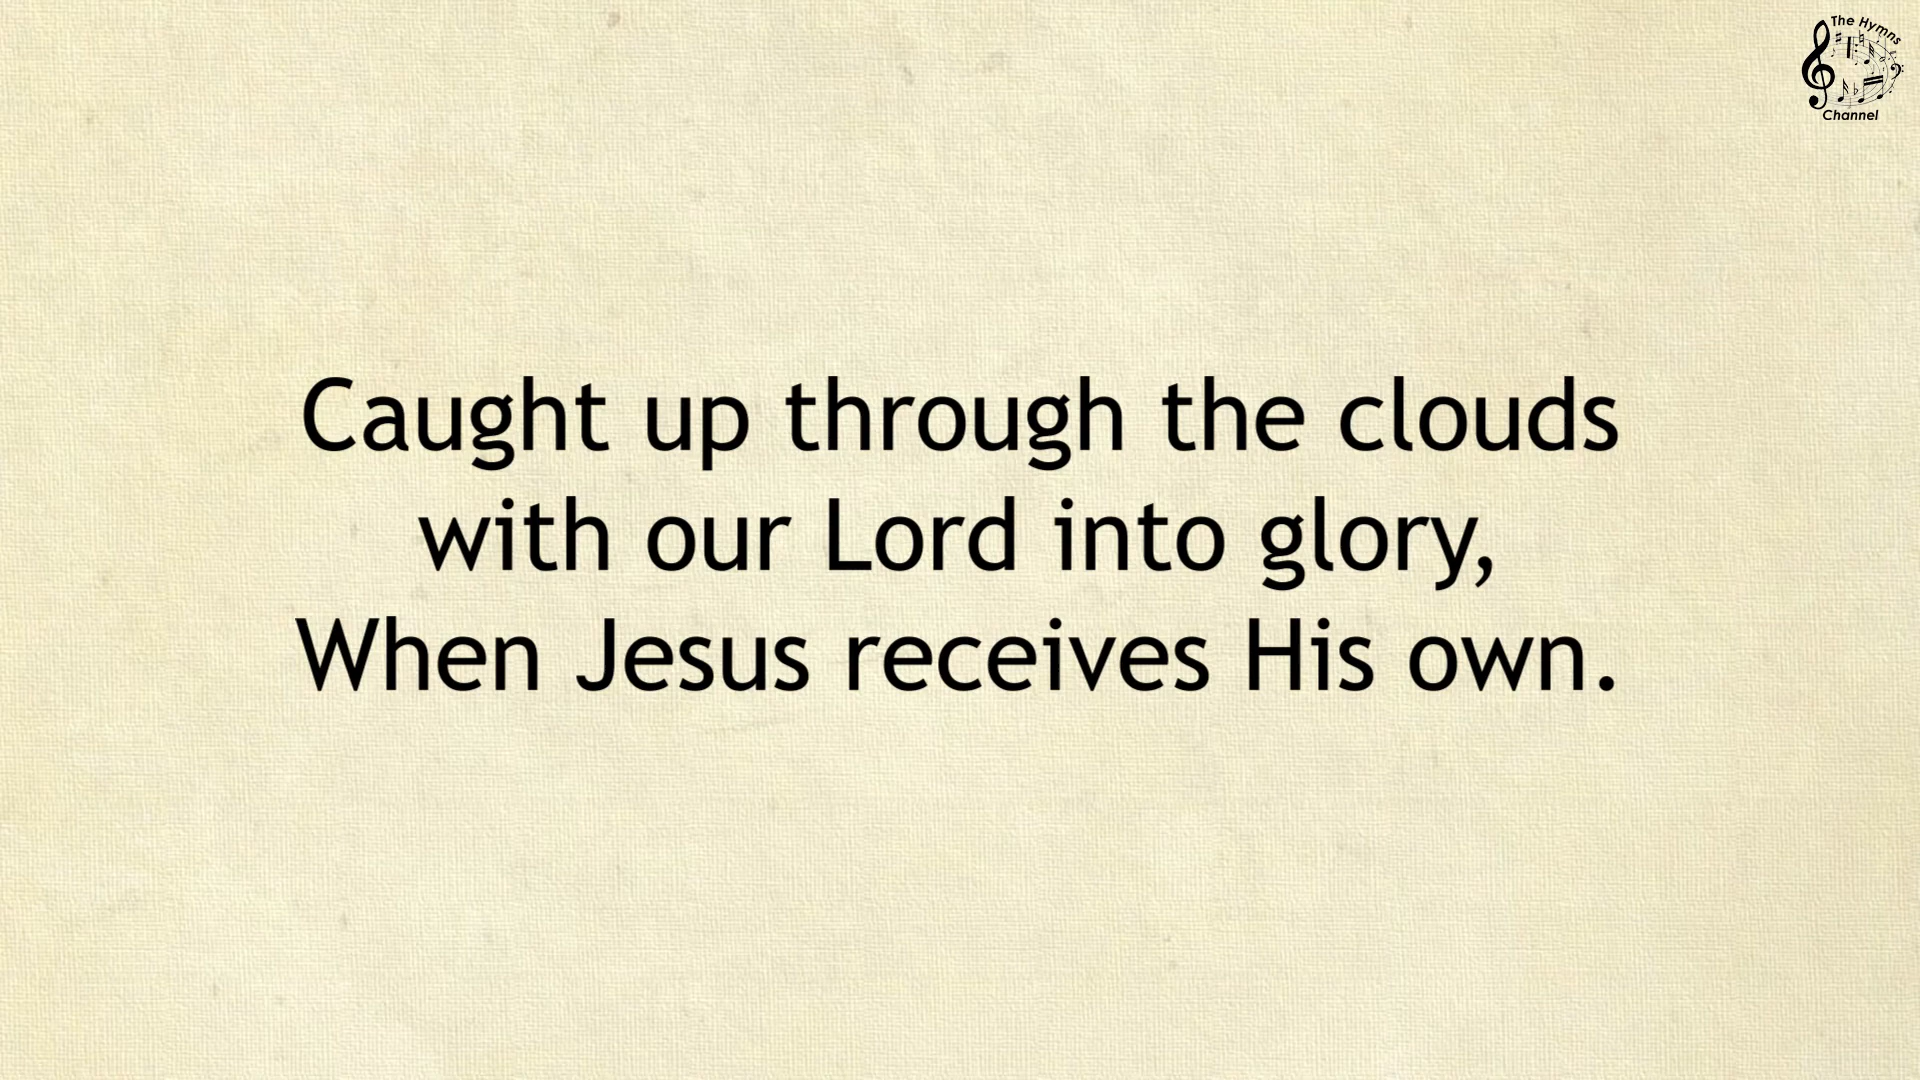 The Hymns
Channel
Caught up through the clouds
with our Lord into glory,
When Jesus receives His own.